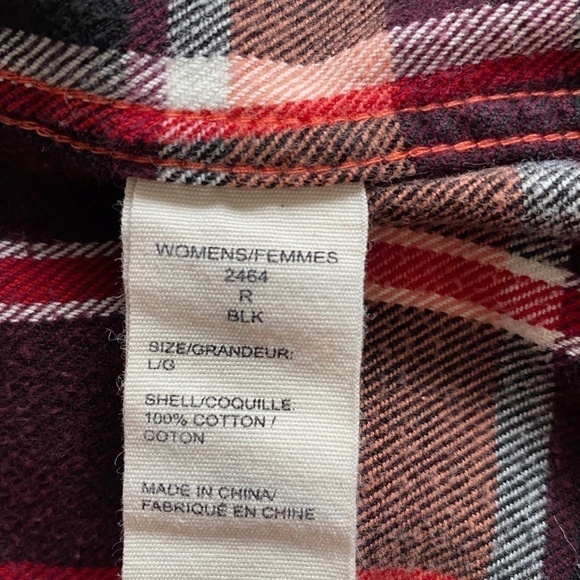 WOMENS/FEMMES
2464
R
BLK
SIZE/GRANDEUR:
L/G
SHELL/COQUILLE:
100% COTTON /
COTON
MADE IN CHINA/
FABRIQUÉ EN CHINE